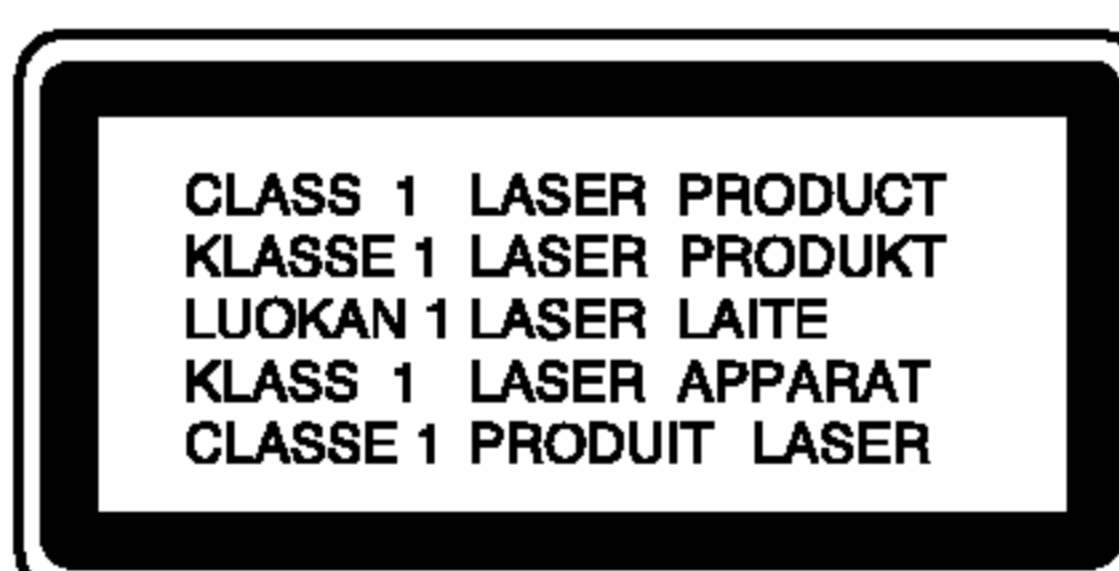 CLASS 1 LASER PRODUCT
KLASSE 1 LASER PRODUKT
LUOKAN 1 LASER LAITE
KLASS 1 LASER APPARAT
CLASSE 1 PRODUIT LASER